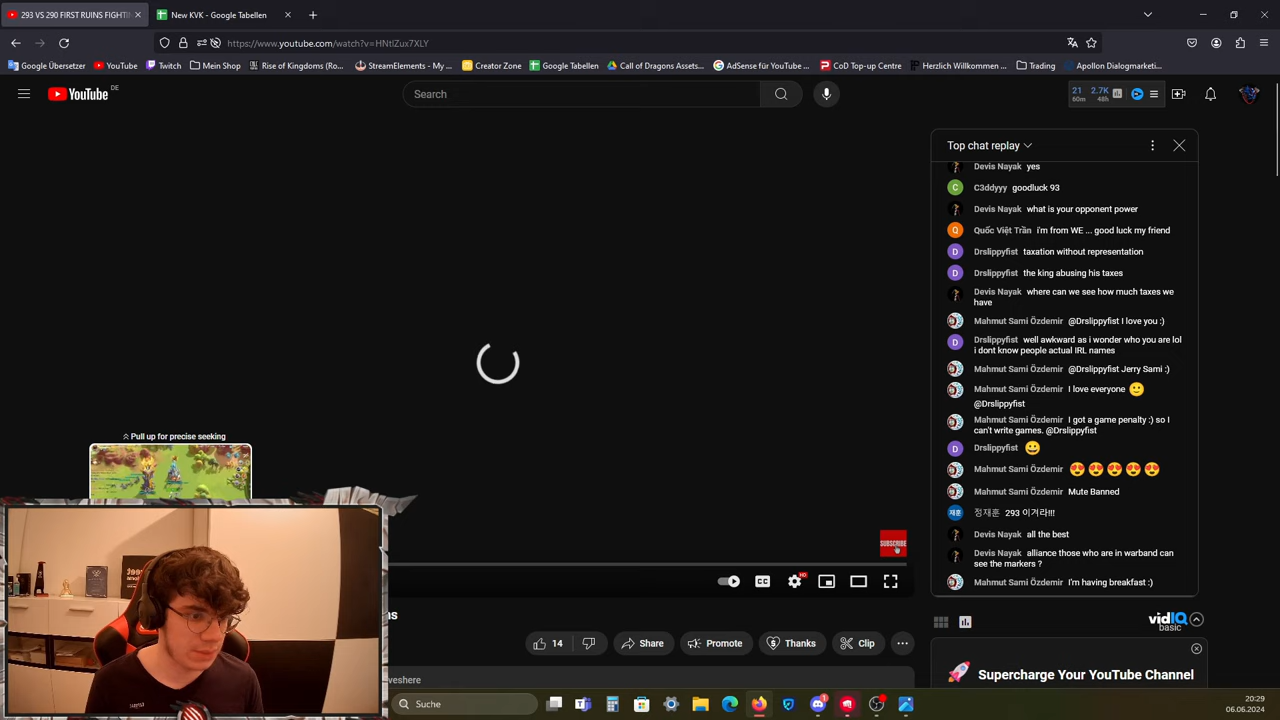 293 VS 290 FIRST RUINS FIGHTI
New KVK - Google Tabellen
https://www.youtube.com/watch?v=HNtlZux7XLY
Google Übersetzer
YouTube
Twitch
Mein Shop
Rise of Kingdoms (Ro...
StreamElements - My ...
Creator Zone
Google Tabellen
Call of Dragons Assets...
AdSense für YouTube ...
CoD Top-up Centre
Herzlich Willkommen ...
Trading
Apollon Dialogmarketi...
YouTube DE
Search
21 2.7K
60m 48h
Top chat replay
Devis Nayak yes
C3ddyyy goodluck 93
Devis Nayak what is your opponent power
Quốc Việt Trần i'm from WE ... good luck my friend
Drslippyfist taxation without representation
Drslippyfist the king abusing his taxes
Devis Nayak where can we see how much taxes we
have
Mahmut Sami Özdemir @Drslippyfist I love you :)
Drslippyfist well awkward as i wonder who you are lol
i dont know people actual IRL names
Mahmut Sami Özdemir @Drslippyfist Jerry Sami :)
Mahmut Sami Özdemir I love everyone 🙂
@Drslippyfist
Mahmut Sami Özdemir I got a game penalty :) so I
can't write games. @Drslippyfist
Drslippyfist 😀
Mahmut Sami Özdemir 😍😍😍😍😍
Mahmut Sami Özdemir Mute Banned
정재훈 293 이겨라!!!
Devis Nayak all the best
Devis Nayak alliance those who are in warband can
see the markers ?
Mahmut Sami Özdemir I'm having breakfast :)
Pull up for precise seeking
SUBSCRIBE
HD
ns
14
Share
Promote
Thanks
Clip
vidIQ
basic
Supercharge Your YouTube Channel
veshere
Suche
20:29
06.06.2024